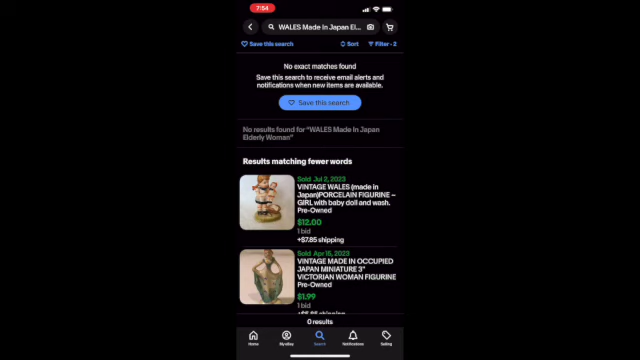 7:54
WALES Made In Japan El...
Save this search
Sort
Filter · 2
No exact matches found
Save this search to receive email alerts and
notifications when new items are available.
Save this search
No results found for "WALES Made In Japan
Elderly Woman"
Results matching fewer words
Sold Jul 2, 2023
VINTAGE WALES (made in
Japan)PORCELAIN FIGURINE ~
GIRL with baby doll and wash.
Pre-Owned
$12.00
1 bid
+$7.85 shipping
Sold Apr 15, 2023
VINTAGE MADE IN OCCUPIED
JAPAN MINIATURE 3"
VICTORIAN WOMAN FIGURINE
Pre-Owned
$1.99
1 bid
0 results
Home
My eBay
Search
Notifications
Selling